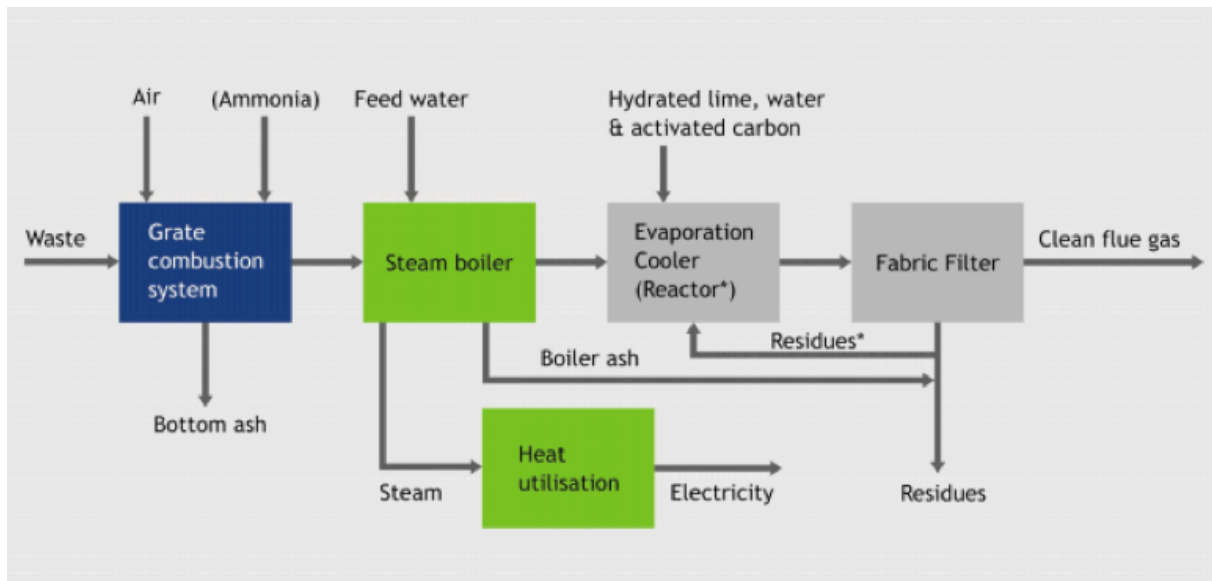 Air
(Ammonia)
Feed water
Hydrated lime, water
& activated carbon
Waste
Grate
combustion
system
Steam boiler
Evaporation
Cooler
(Reactor*)
Fabric Filter
Clean flue gas
Residues*
Boiler ash
Bottom ash
Heat
utilisation
Steam
Electricity
Residues